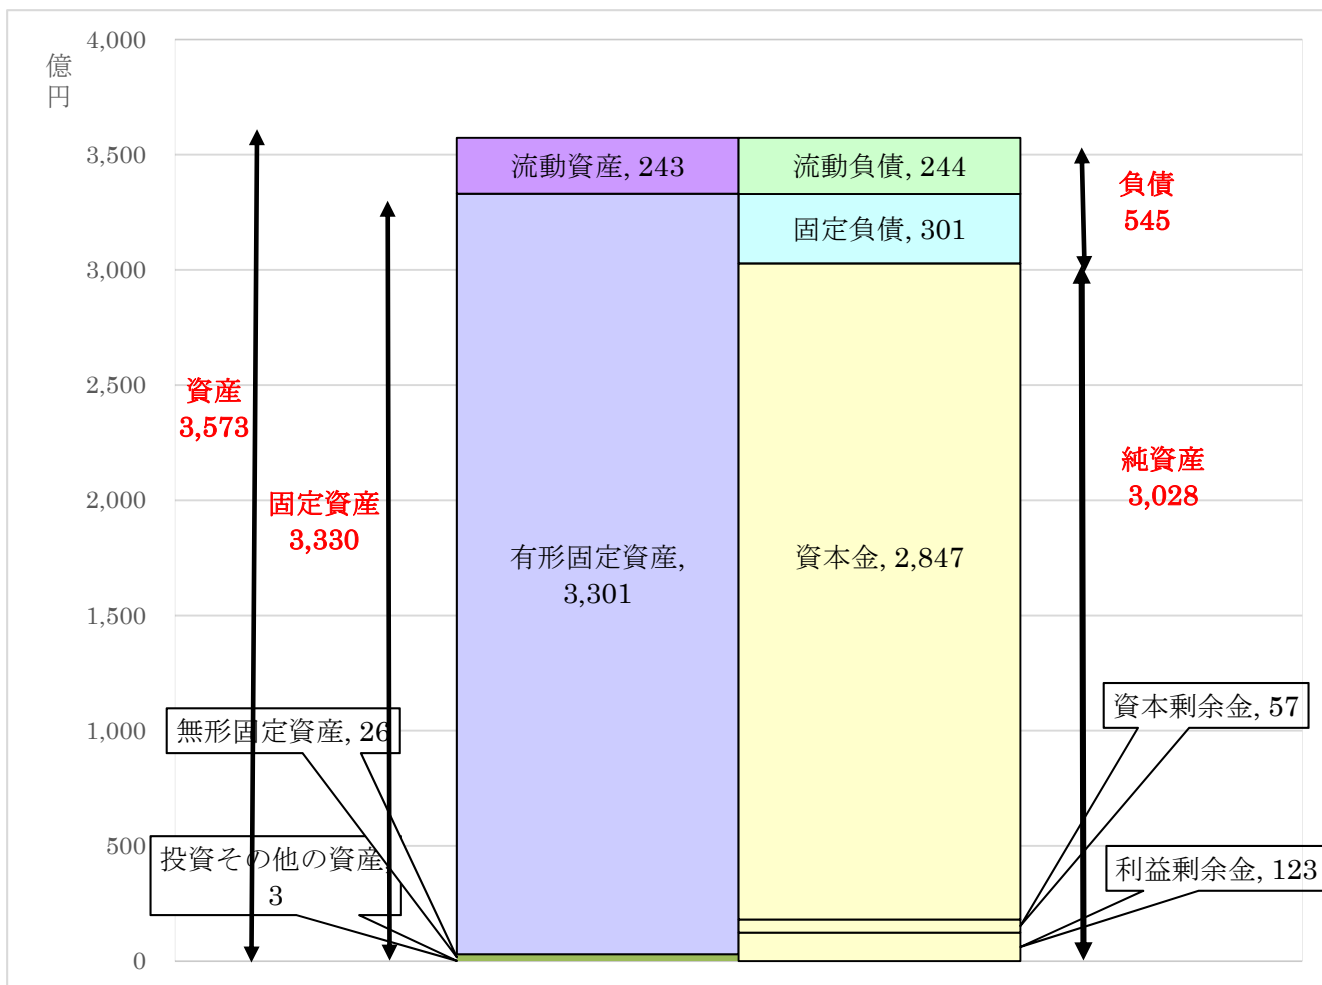 億
円
4,000
3,500
3,000
2,500
2,000
1,500
1,000
500
0
資産
3,573
固定資産
3,330
流動資産, 243
有形固定資産,
3,301
無形固定資産, 26
投資その他の資産,
3
流動負債, 244
固定負債, 301
資本金, 2,847
資本剰余金, 57
利益剰余金, 123
負債
545
純資産
3,028